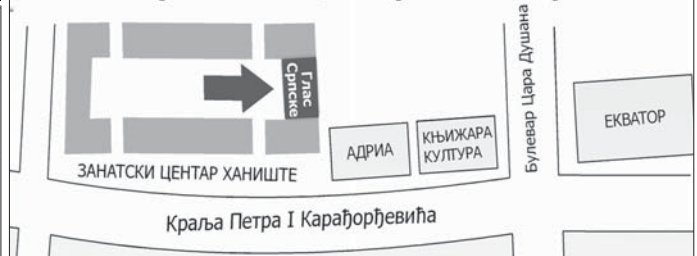 Глас
Српске
ЗАНАТСКИ ЦЕНТАР ХАНИШТЕ
АДРИА
КЊИЖАРА
КУЛТУРА
Булевар Цара Душана
ЕКВАТОР
Краља Петра I Карађорђевића